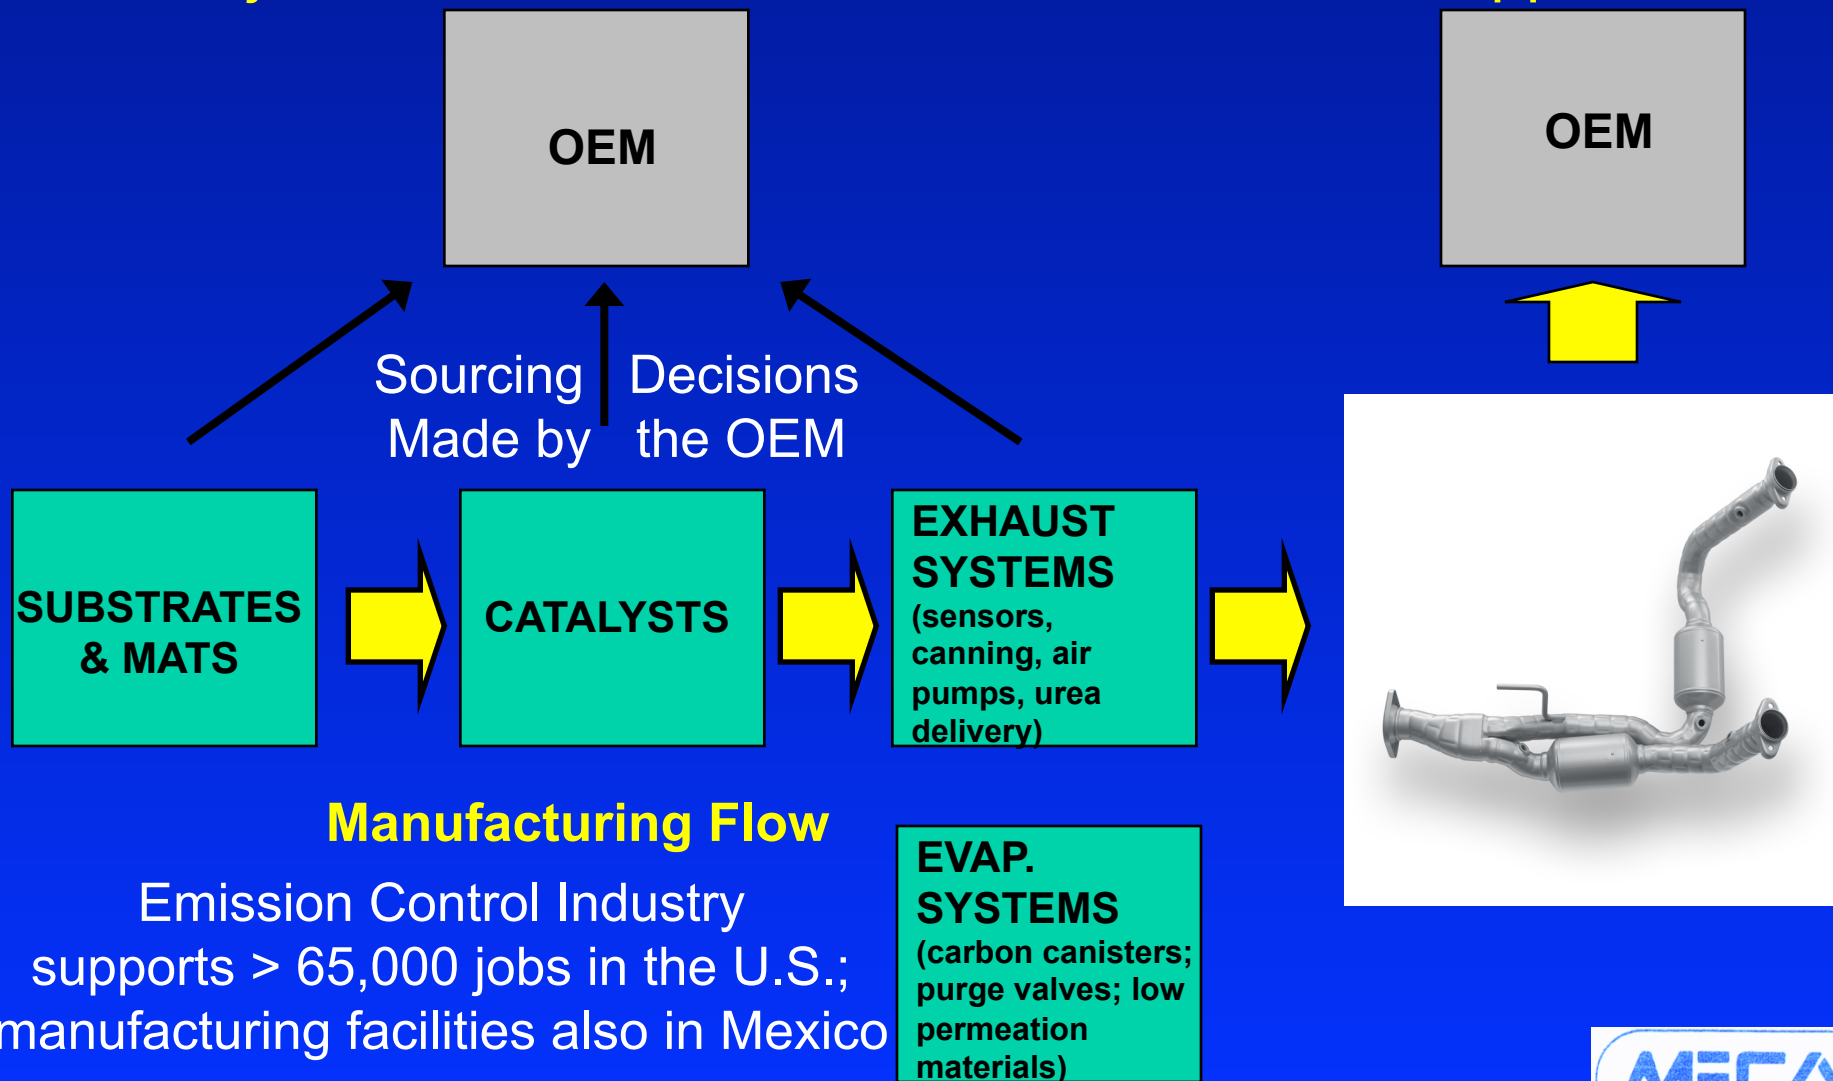 OEM
OEM
Sourcing Decisions
Made by the OEM
SUBSTRATES
& MATS
CATALYSTS
EXHAUST
SYSTEMS
(sensors,
canning, air
pumps, urea
delivery)
Manufacturing Flow
Emission Control Industry
supports > 65,000 jobs in the U.S.;
manufacturing facilities also in Mexico
EVAP.
SYSTEMS
(carbon canisters;
purge valves; low
permeation
materials)